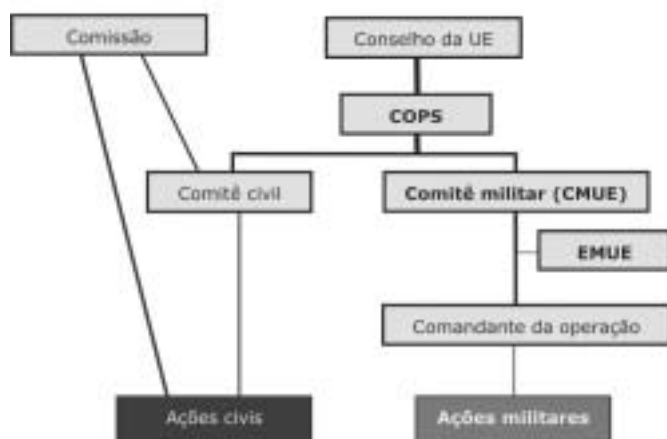 Comissão
Conselho da UE
COPS
Comitê civil
Comitê militar (CMUE)
EMUE
Comandante da operação
Ações civis
Ações militares